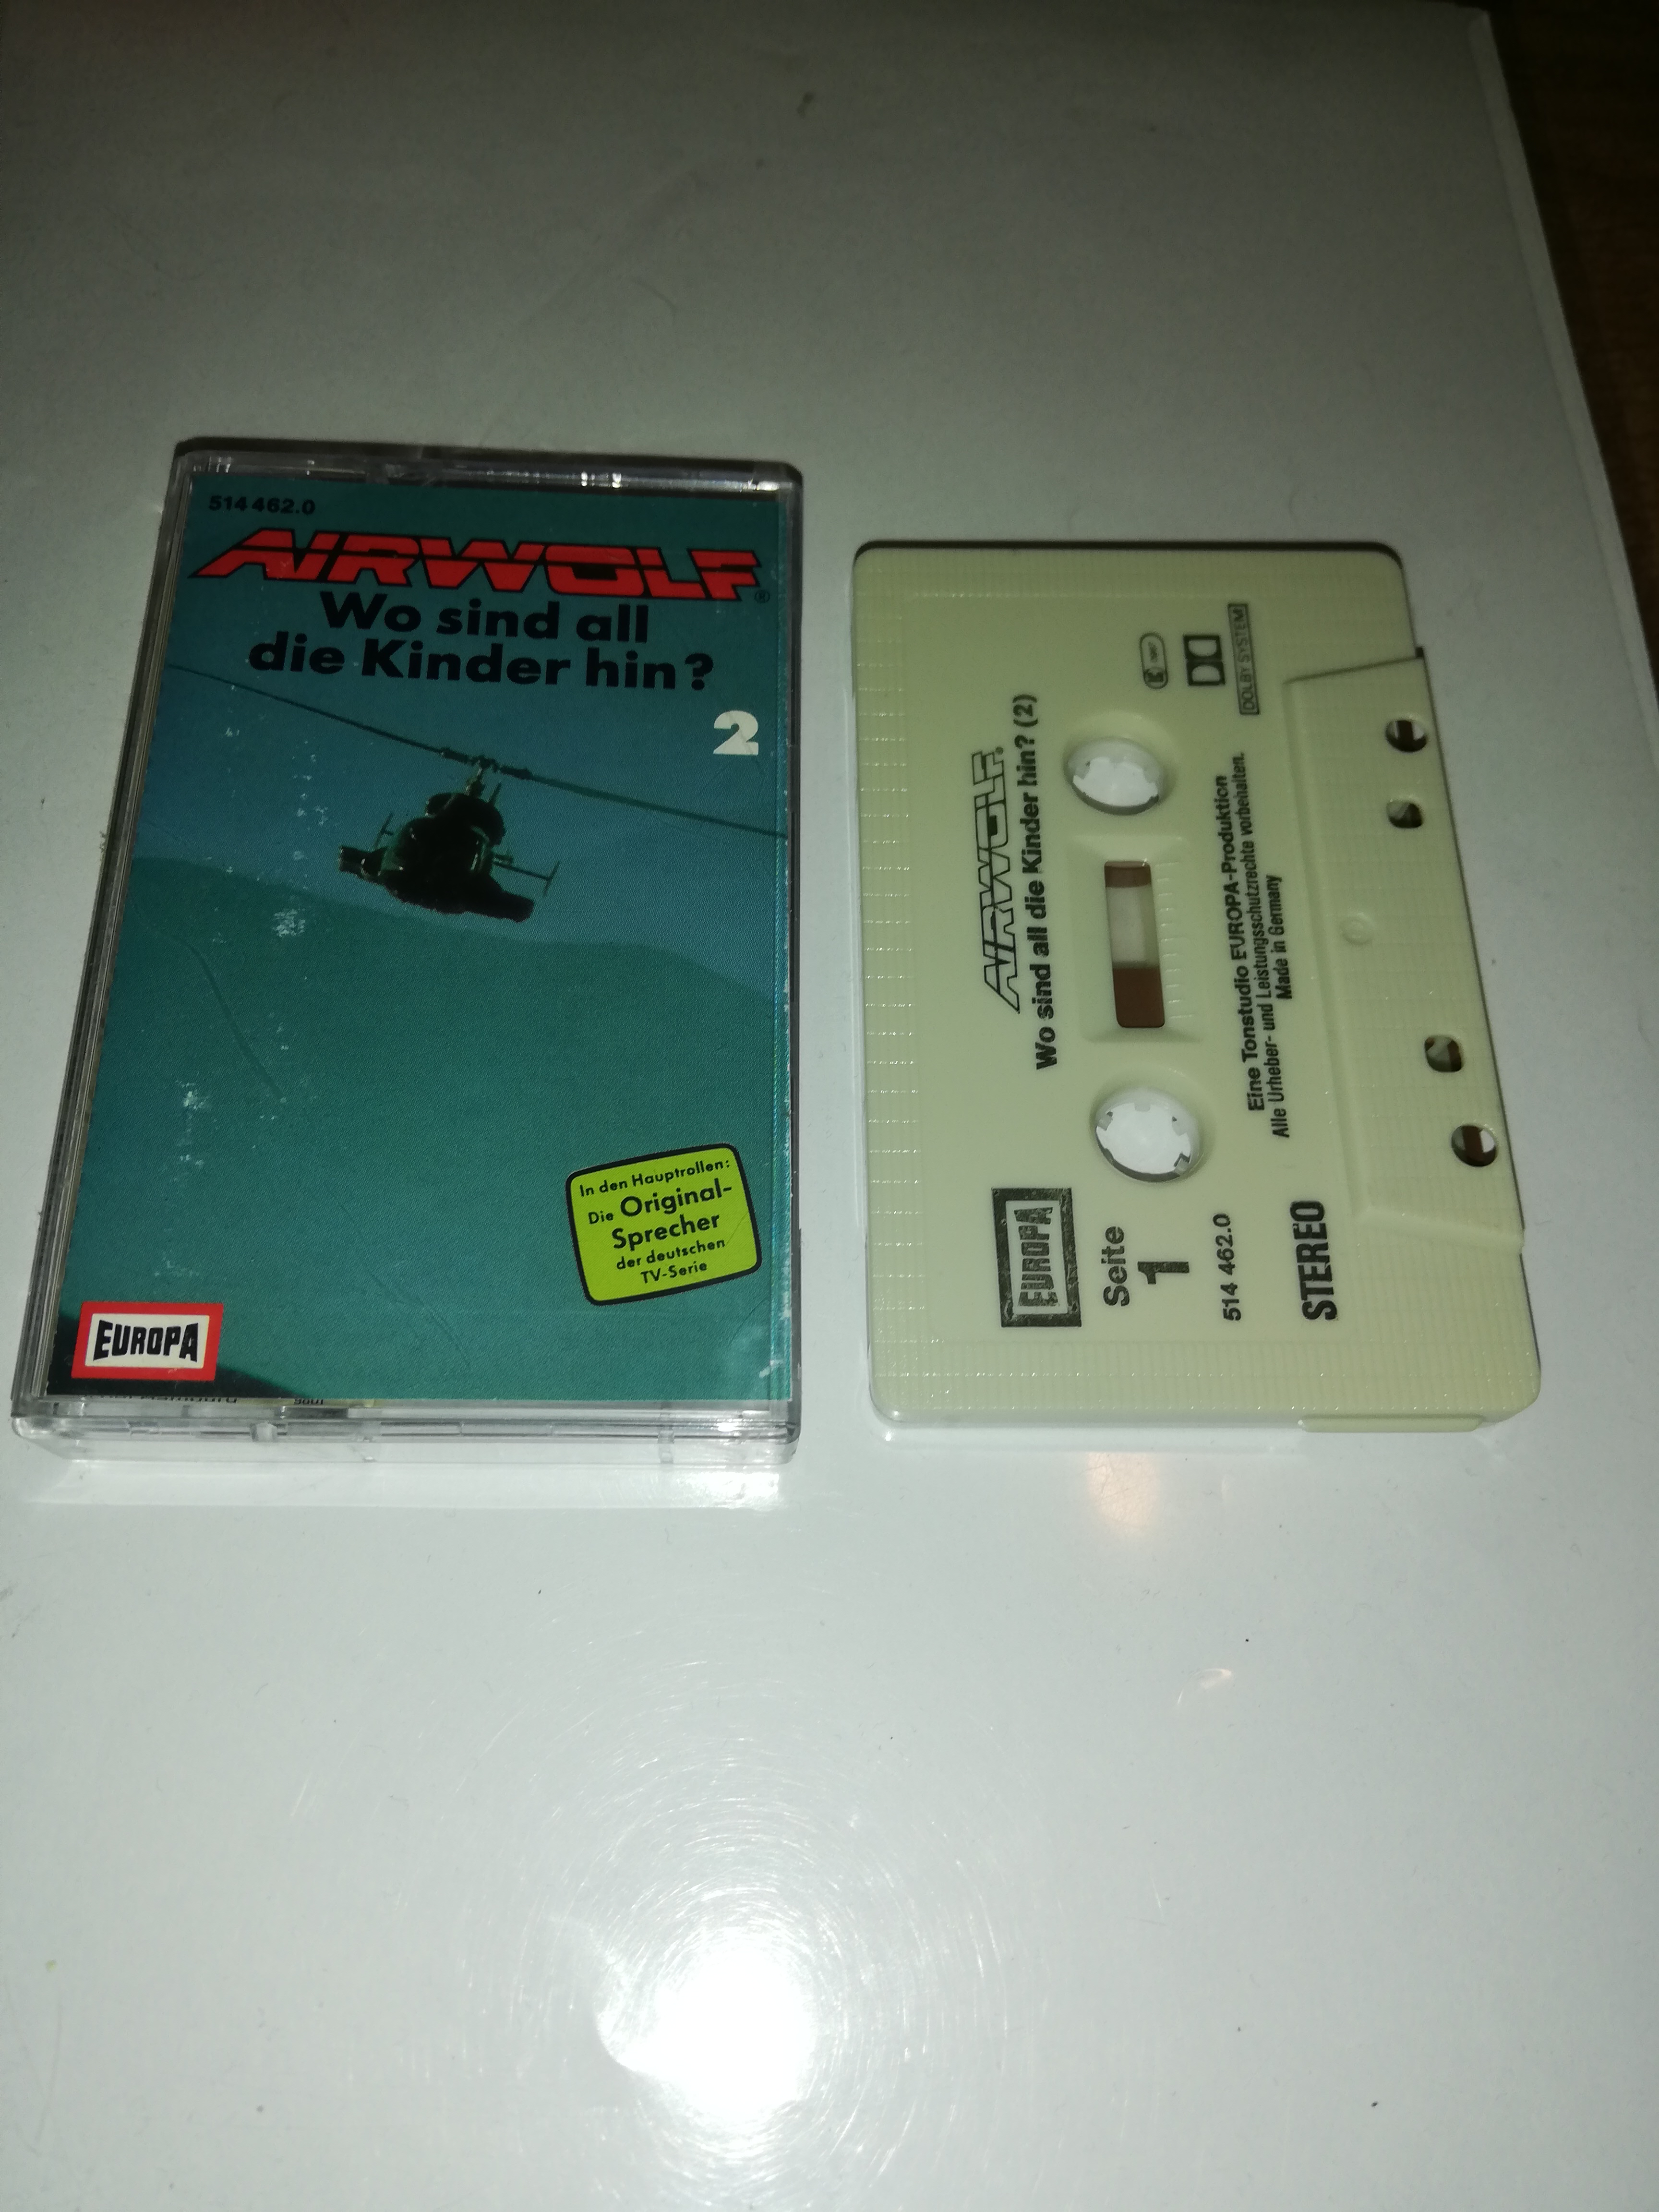 514 462.0
AIRWOLF®
Wo sind all
die Kinder hin?
2
In den Hauptrollen:
Die Original-
Sprecher
der deutschen
TV-Serie
EUROPA
AIRWOLF®
Wo sind all die Kinder hin? (2)
EUROPA
Seite
1
514 462.0
STEREO
DOLBY SYSTEM
Eine Tonstudio EUROPA-Produktion
Alle Urheber- und Leistungsschutzrechte vorbehalten.
Made in Germany